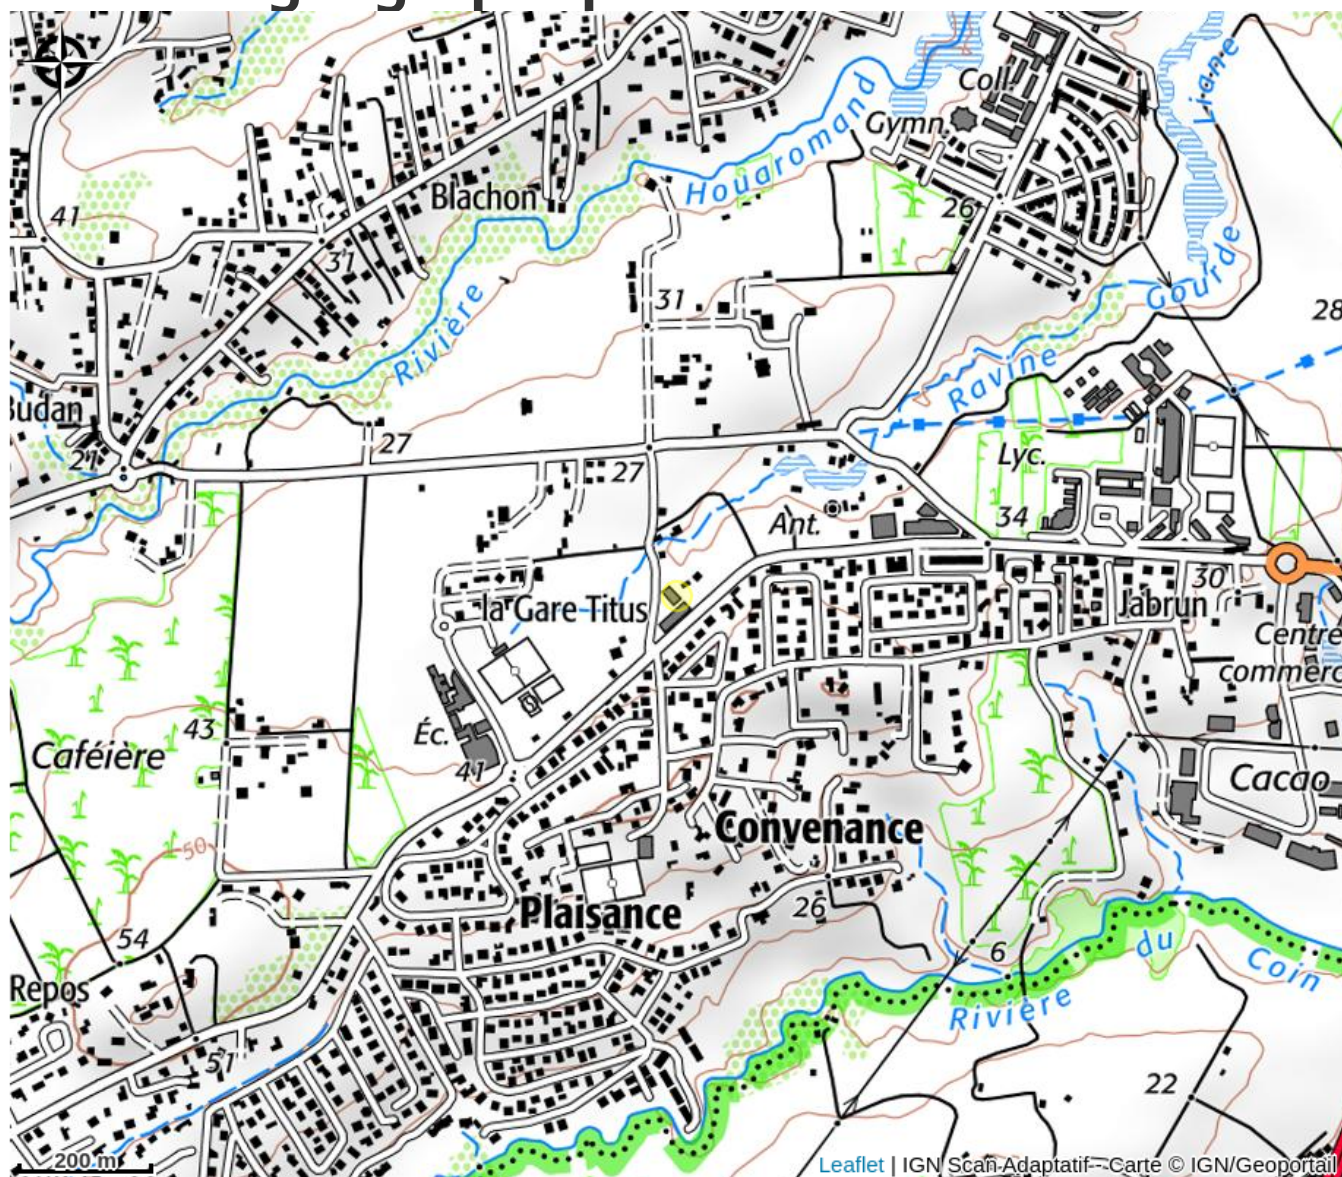 Coll.
Liane
Gymn.
Houaromand
Blachon
26
41
37
Gourde
31
Rivière
28
Ravine
Budan
27
Lyc.
21
27
34
Ant.
30
la Gare Titus
Jabrun
Centre
commerc
43
Caféière
Éc.
41
Cacao
Convenance
50
26
Plaisance
54
6
du
Coin
Repos
Rivière
51
22
200 m
Leaflet | IGN Scan Adaptatif - Carte © IGN/Geoportail